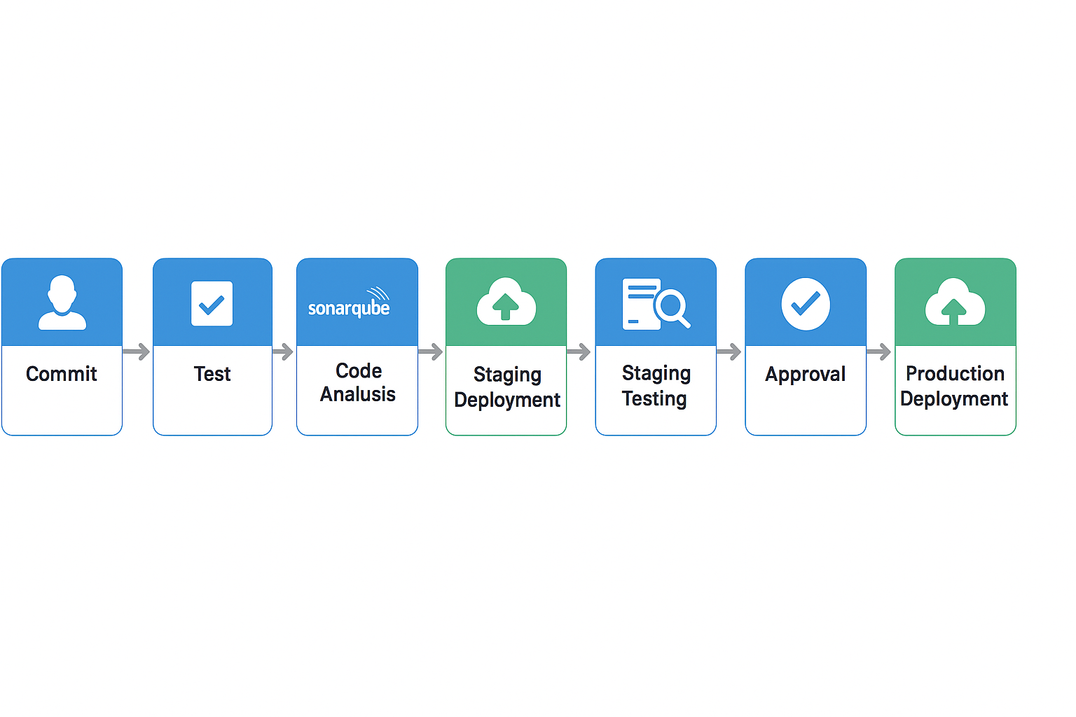 Commit
Test
sonarqube
Code
Analusis
Staging
Deployment
Staging
Testing
Approval
Production
Deployment